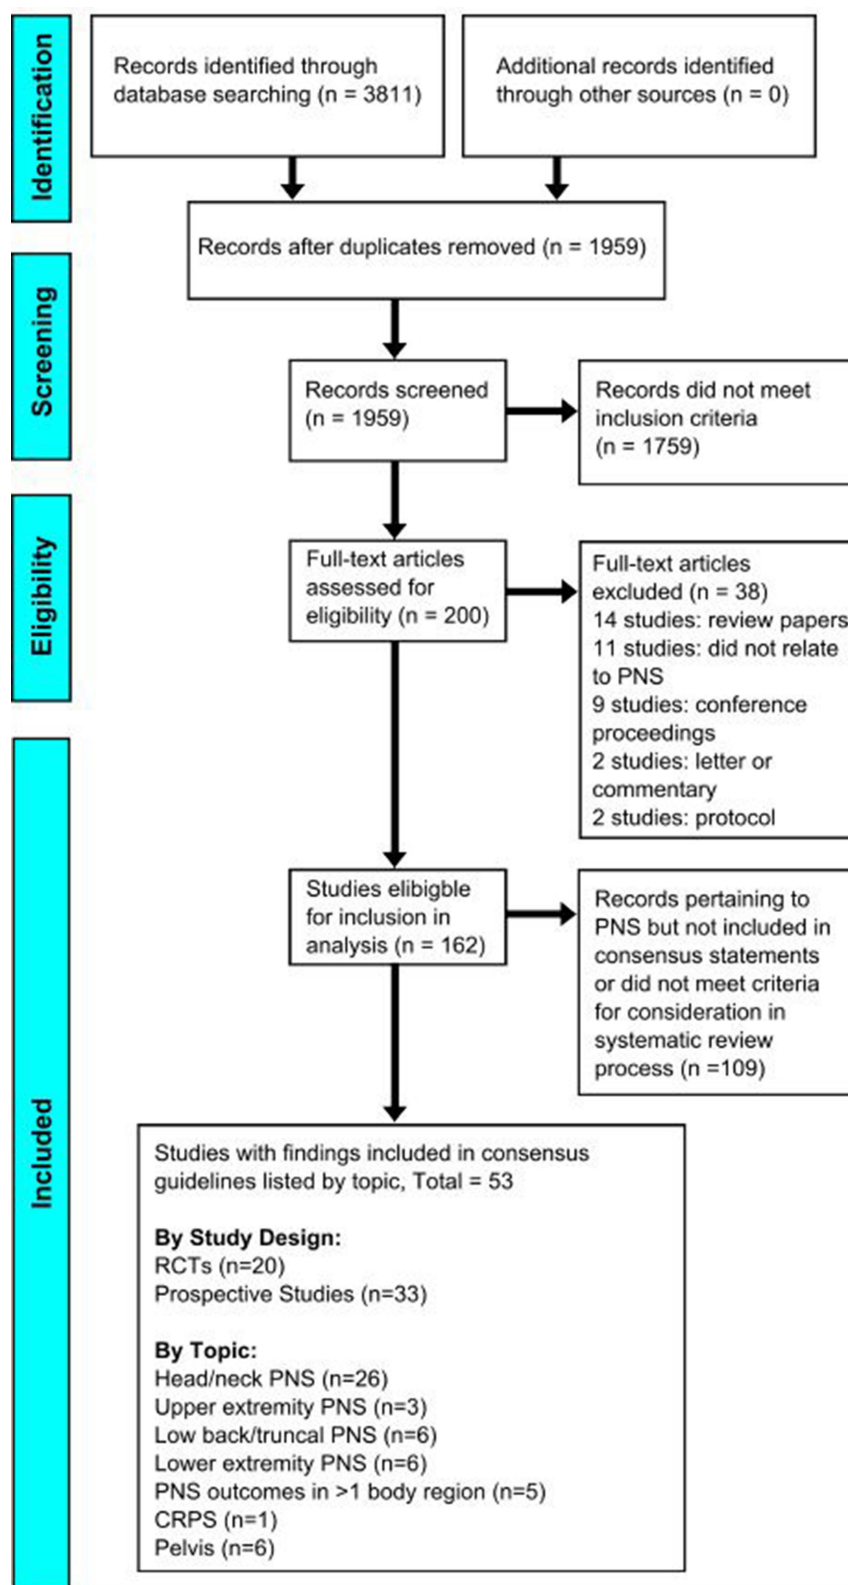 Identification
Records identified through
database searching (n = 3811)
Additional records identified
through other sources (n = 0)
Records after duplicates removed (n = 1959)
Screening
Records screened
(n = 1959)
Records did not meet
inclusion criteria
(n = 1759)
Eligibility
Full-text articles
assessed for
eligibility (n = 200)
Full-text articles
excluded (n = 38)
14 studies: review papers
11 studies: did not relate
to PNS
9 studies: conference
proceedings
2 studies: letter or
commentary
2 studies: protocol
Included
Studies elibigble
for inclusion in
analysis (n = 162)
Records pertaining to
PNS but not included in
consensus statements
or did not meet criteria
for consideration in
systematic review
process (n =109)
Studies with findings included in consensus
guidelines listed by topic, Total = 53
By Study Design:
RCTs (n=20)
Prospective Studies (n=33)
By Topic:
Head/neck PNS (n=26)
Upper extremity PNS (n=3)
Low back/truncal PNS (n=6)
Lower extremity PNS (n=6)
PNS outcomes in >1 body region (n=5)
CRPS (n=1)
Pelvis (n=6)